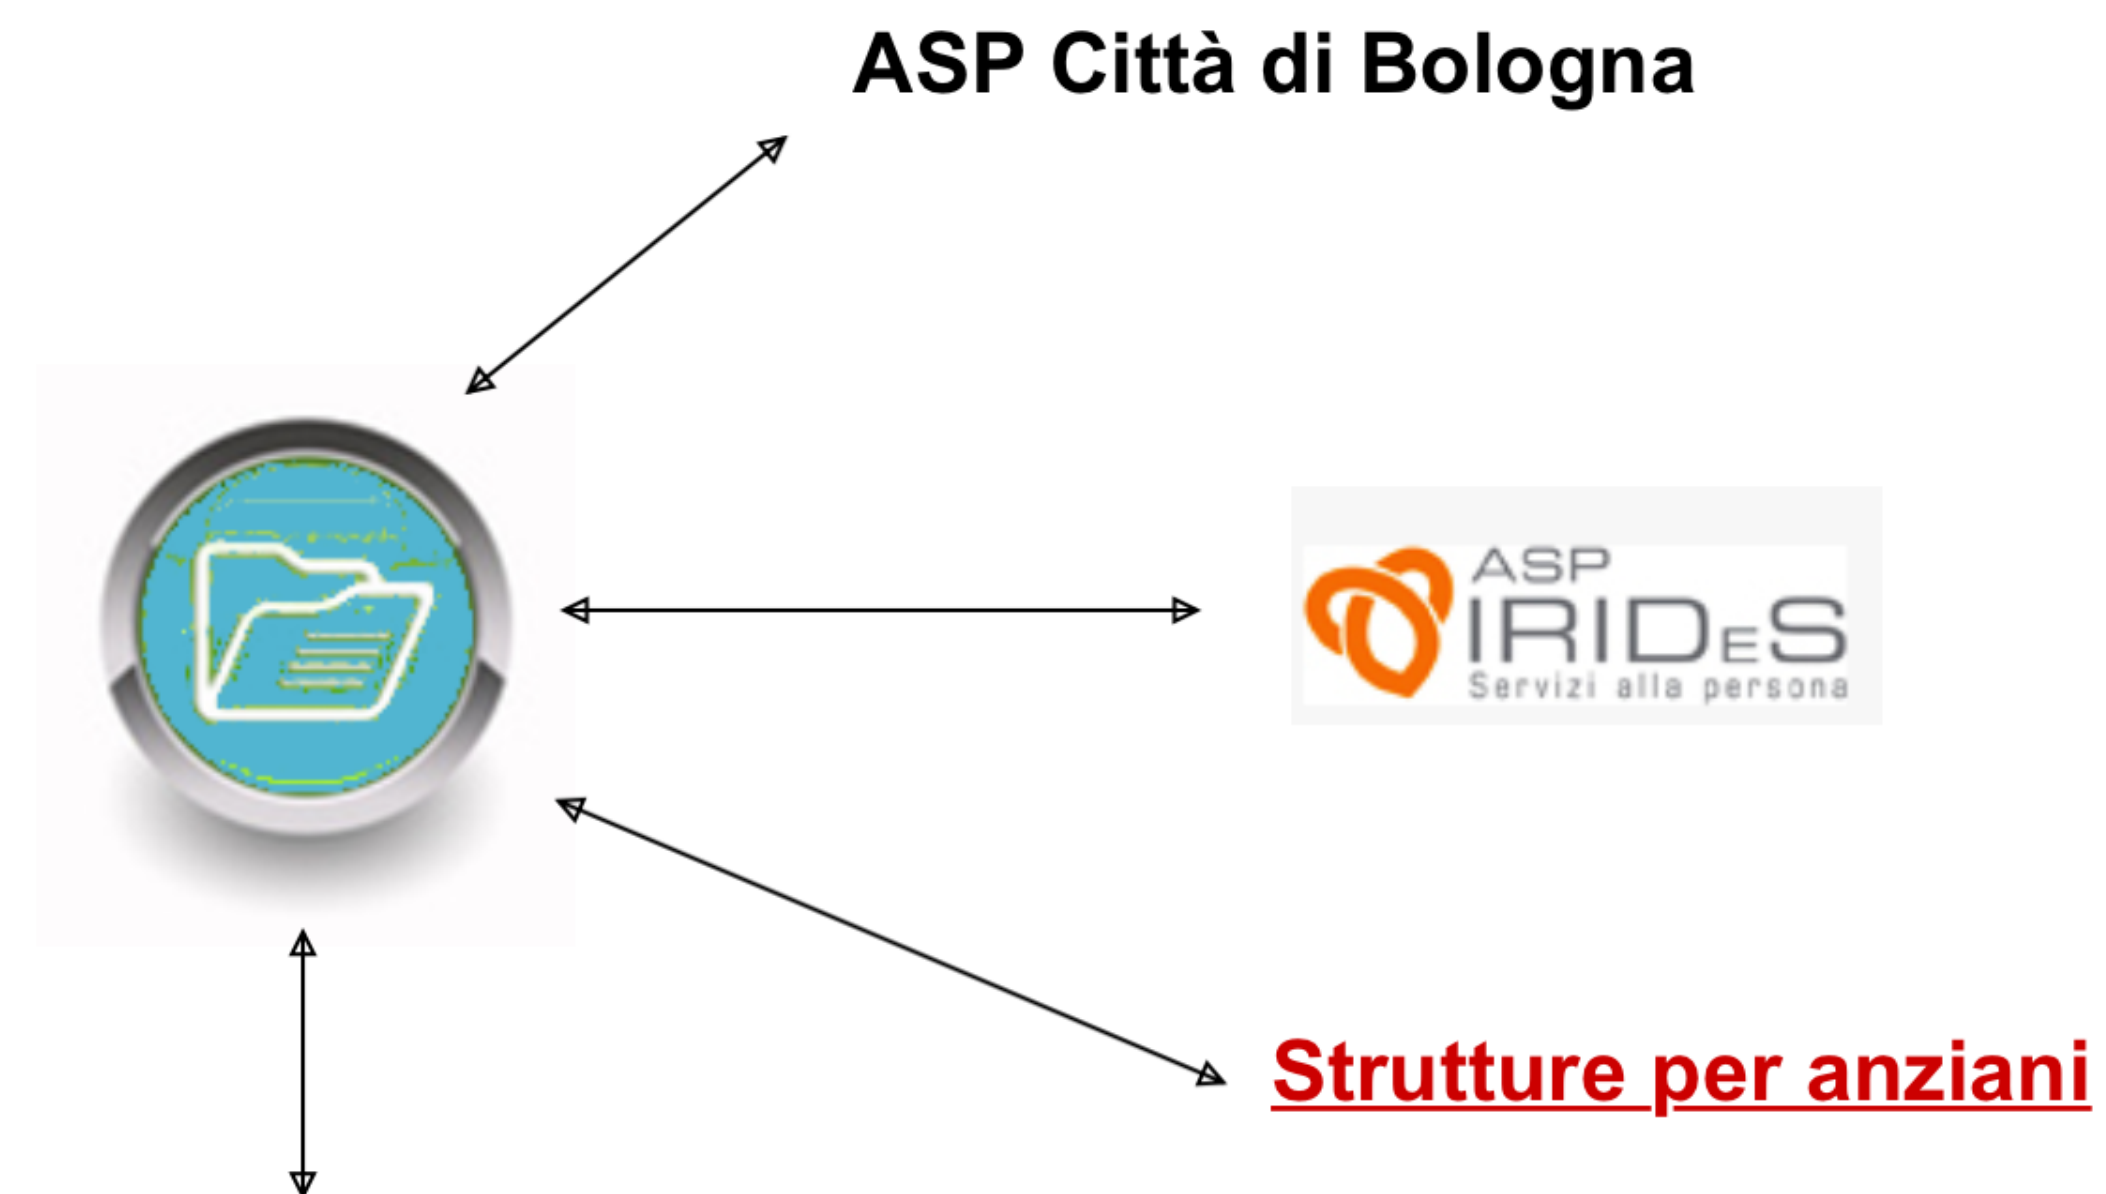 ASP Città di Bologna
ASP
IRIDeS
Servizi alla persona
Strutture per anziani